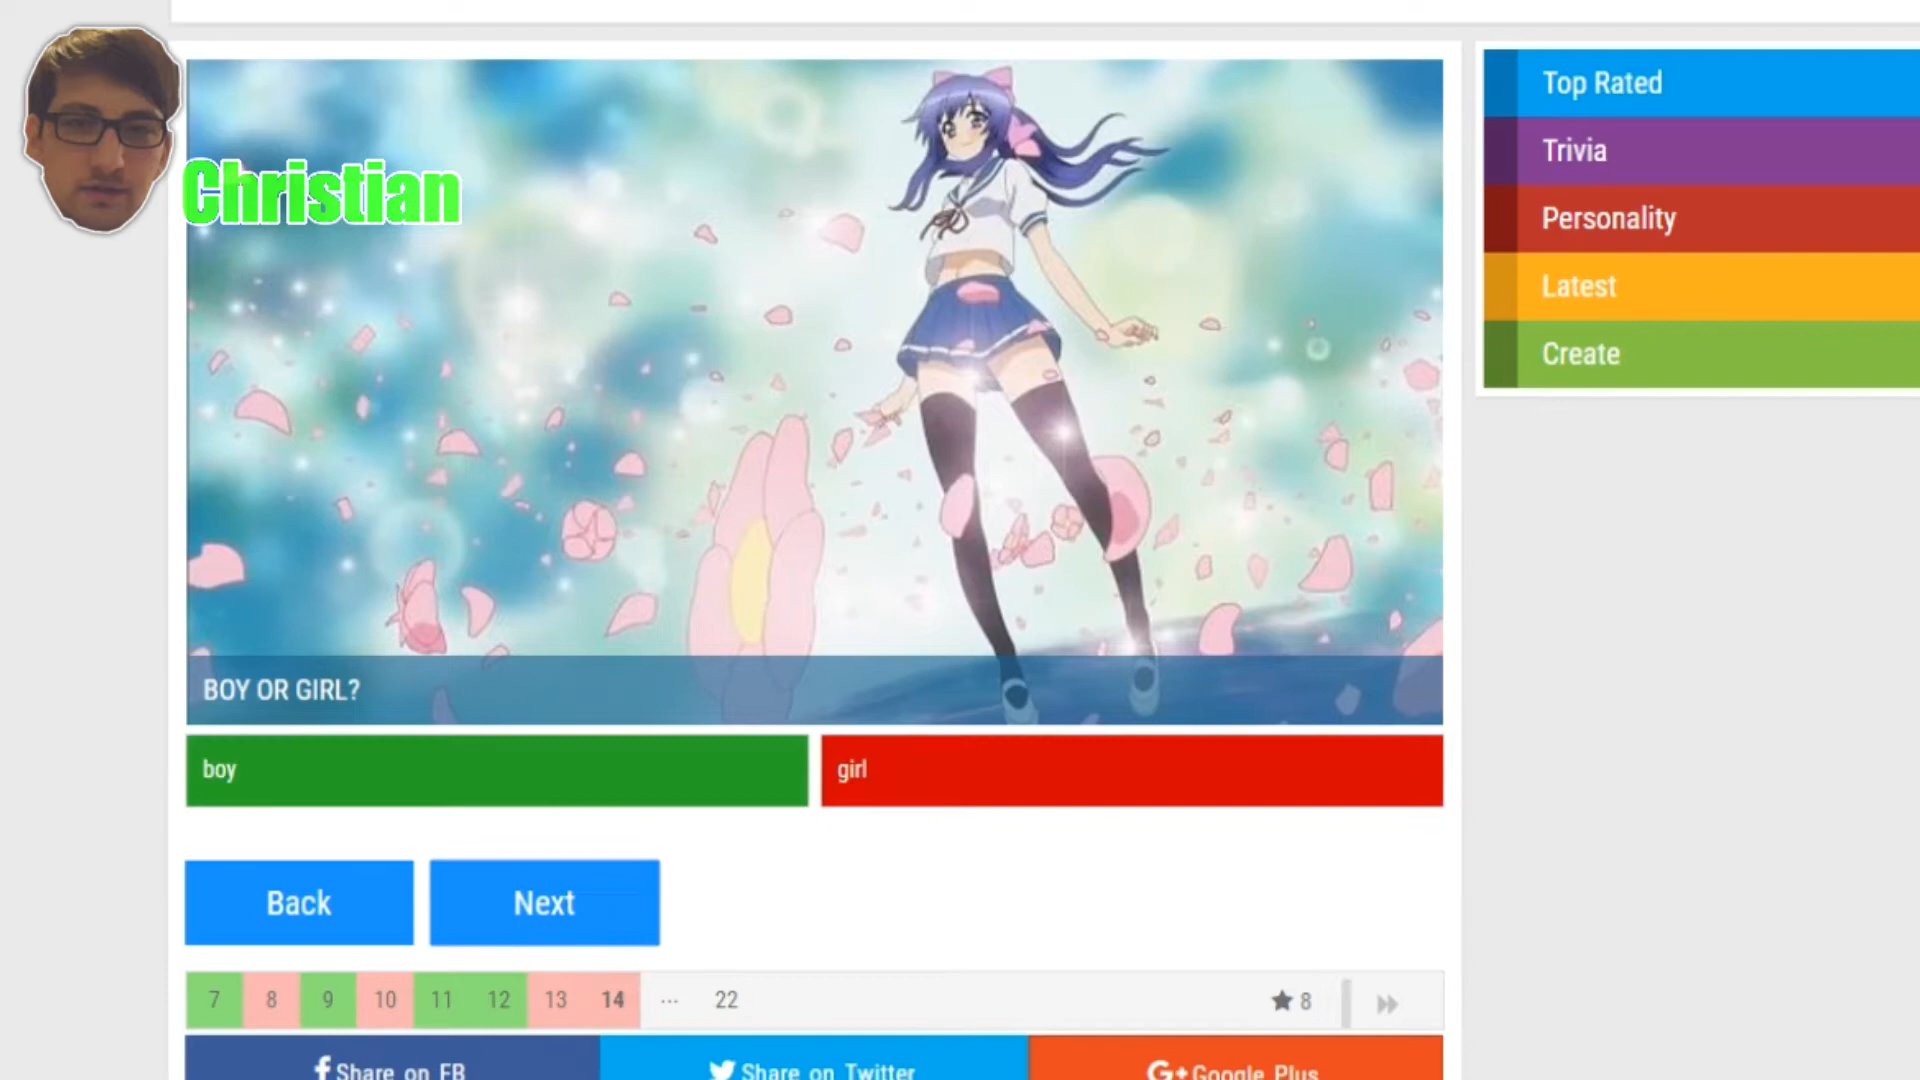 Christian
BOY OR GIRL?
boy
girl
Back
Next
7 8 9 10 11 12 13 14 ... 22
8
Share on FB
Share on Twitter
G+ Google Plus
Top Rated
Trivia
Personality
Latest
Create